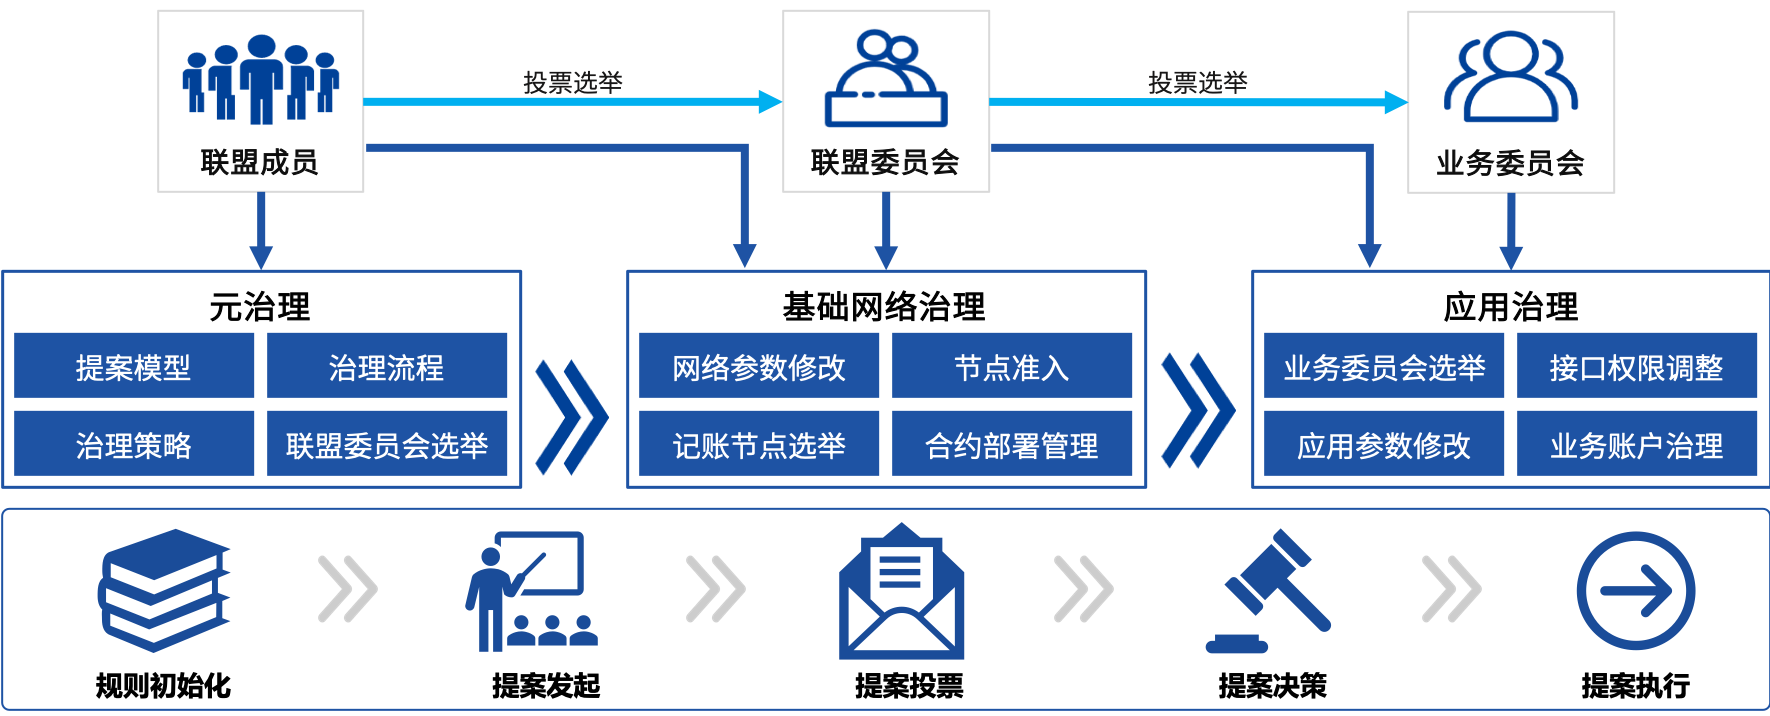 投票选举
投票选举
联盟成员
联盟委员会
业务委员会
元治理
提案模型
治理流程
治理策略
联盟委员会选举
基础网络治理
网络参数修改
节点准入
记账节点选举
合约部署管理
应用治理
业务委员会选举
接口权限调整
应用参数修改
业务账户治理
规则初始化
提案发起
提案投票
提案决策
提案执行